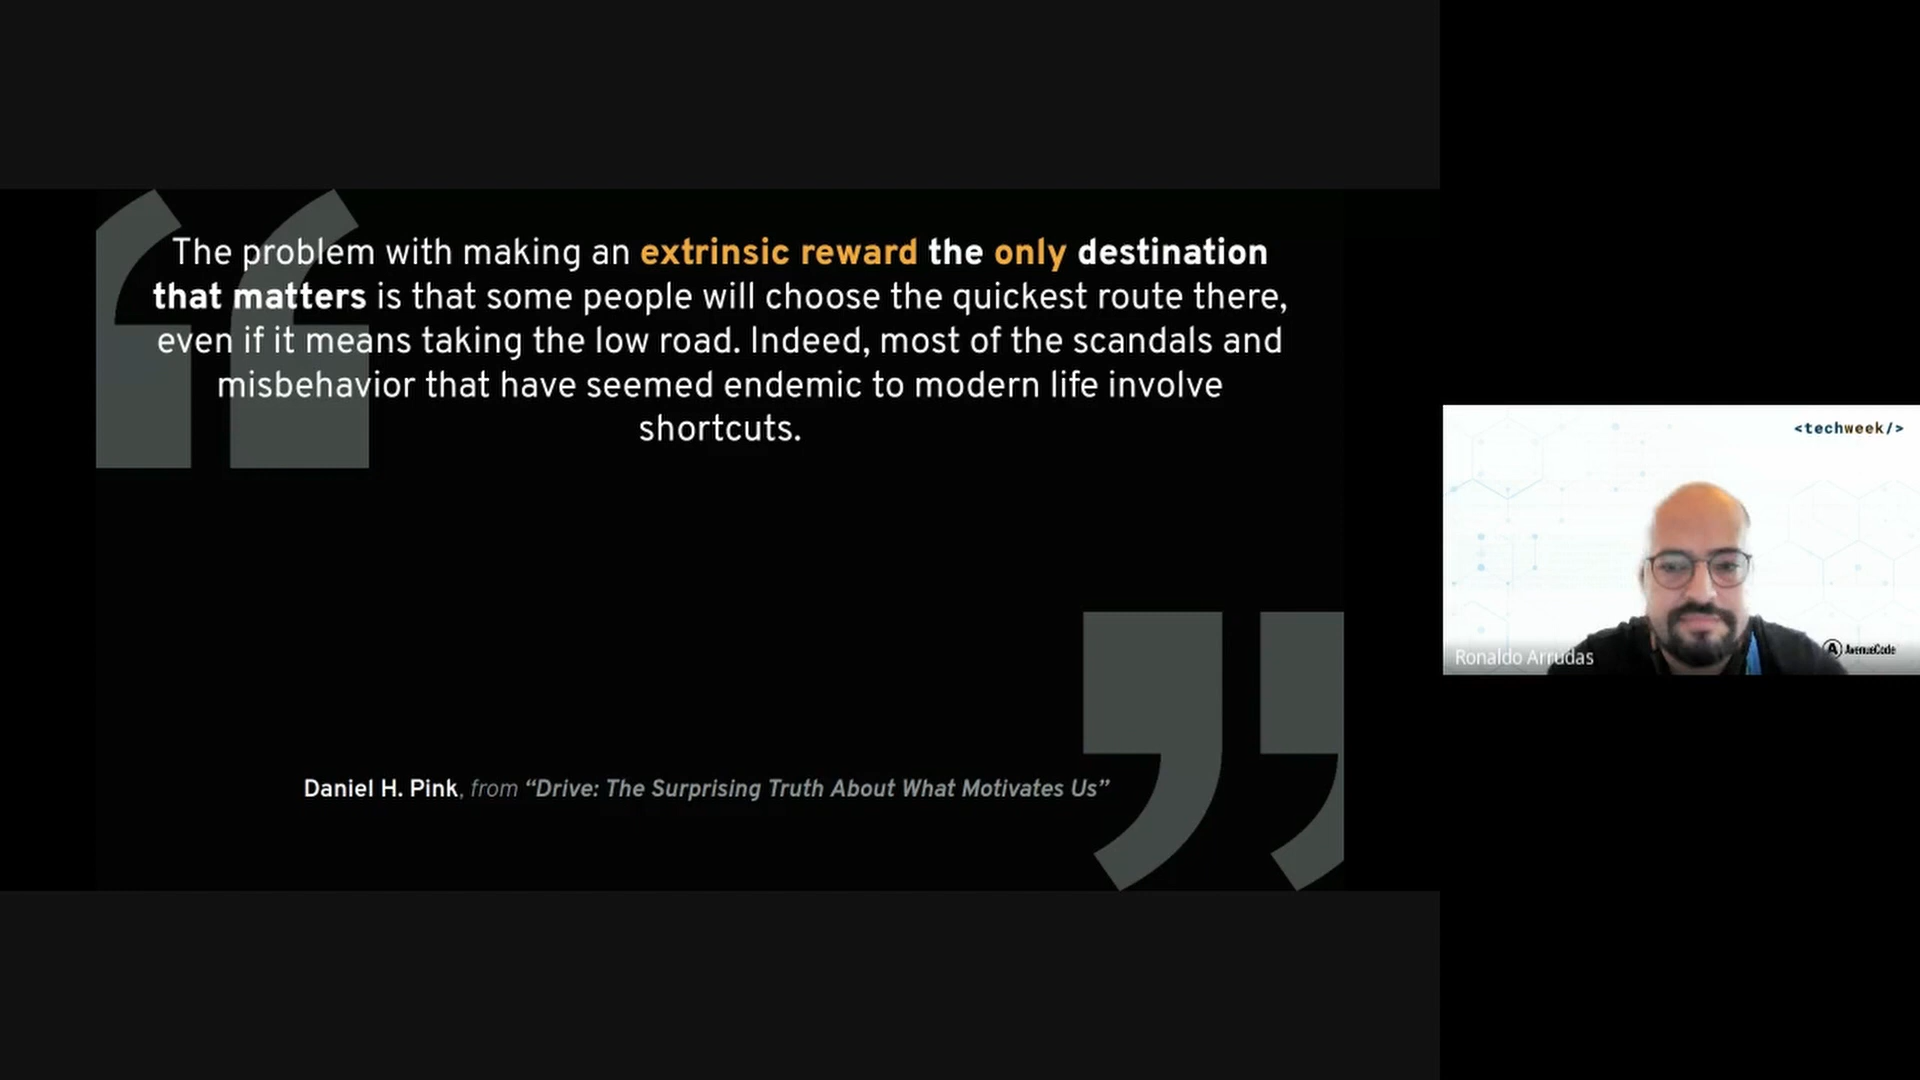 The problem with making an extrinsic reward the only destination
that matters is that some people will choose the quickest route there,
even if it means taking the low road. Indeed, most of the scandals and
misbehavior that have seemed endemic to modern life involve
shortcuts.
Daniel H. Pink, from “Drive: The Surprising Truth About What Motivates Us”
<techweek/>
Ronaldo Arrudas
AvenueCode